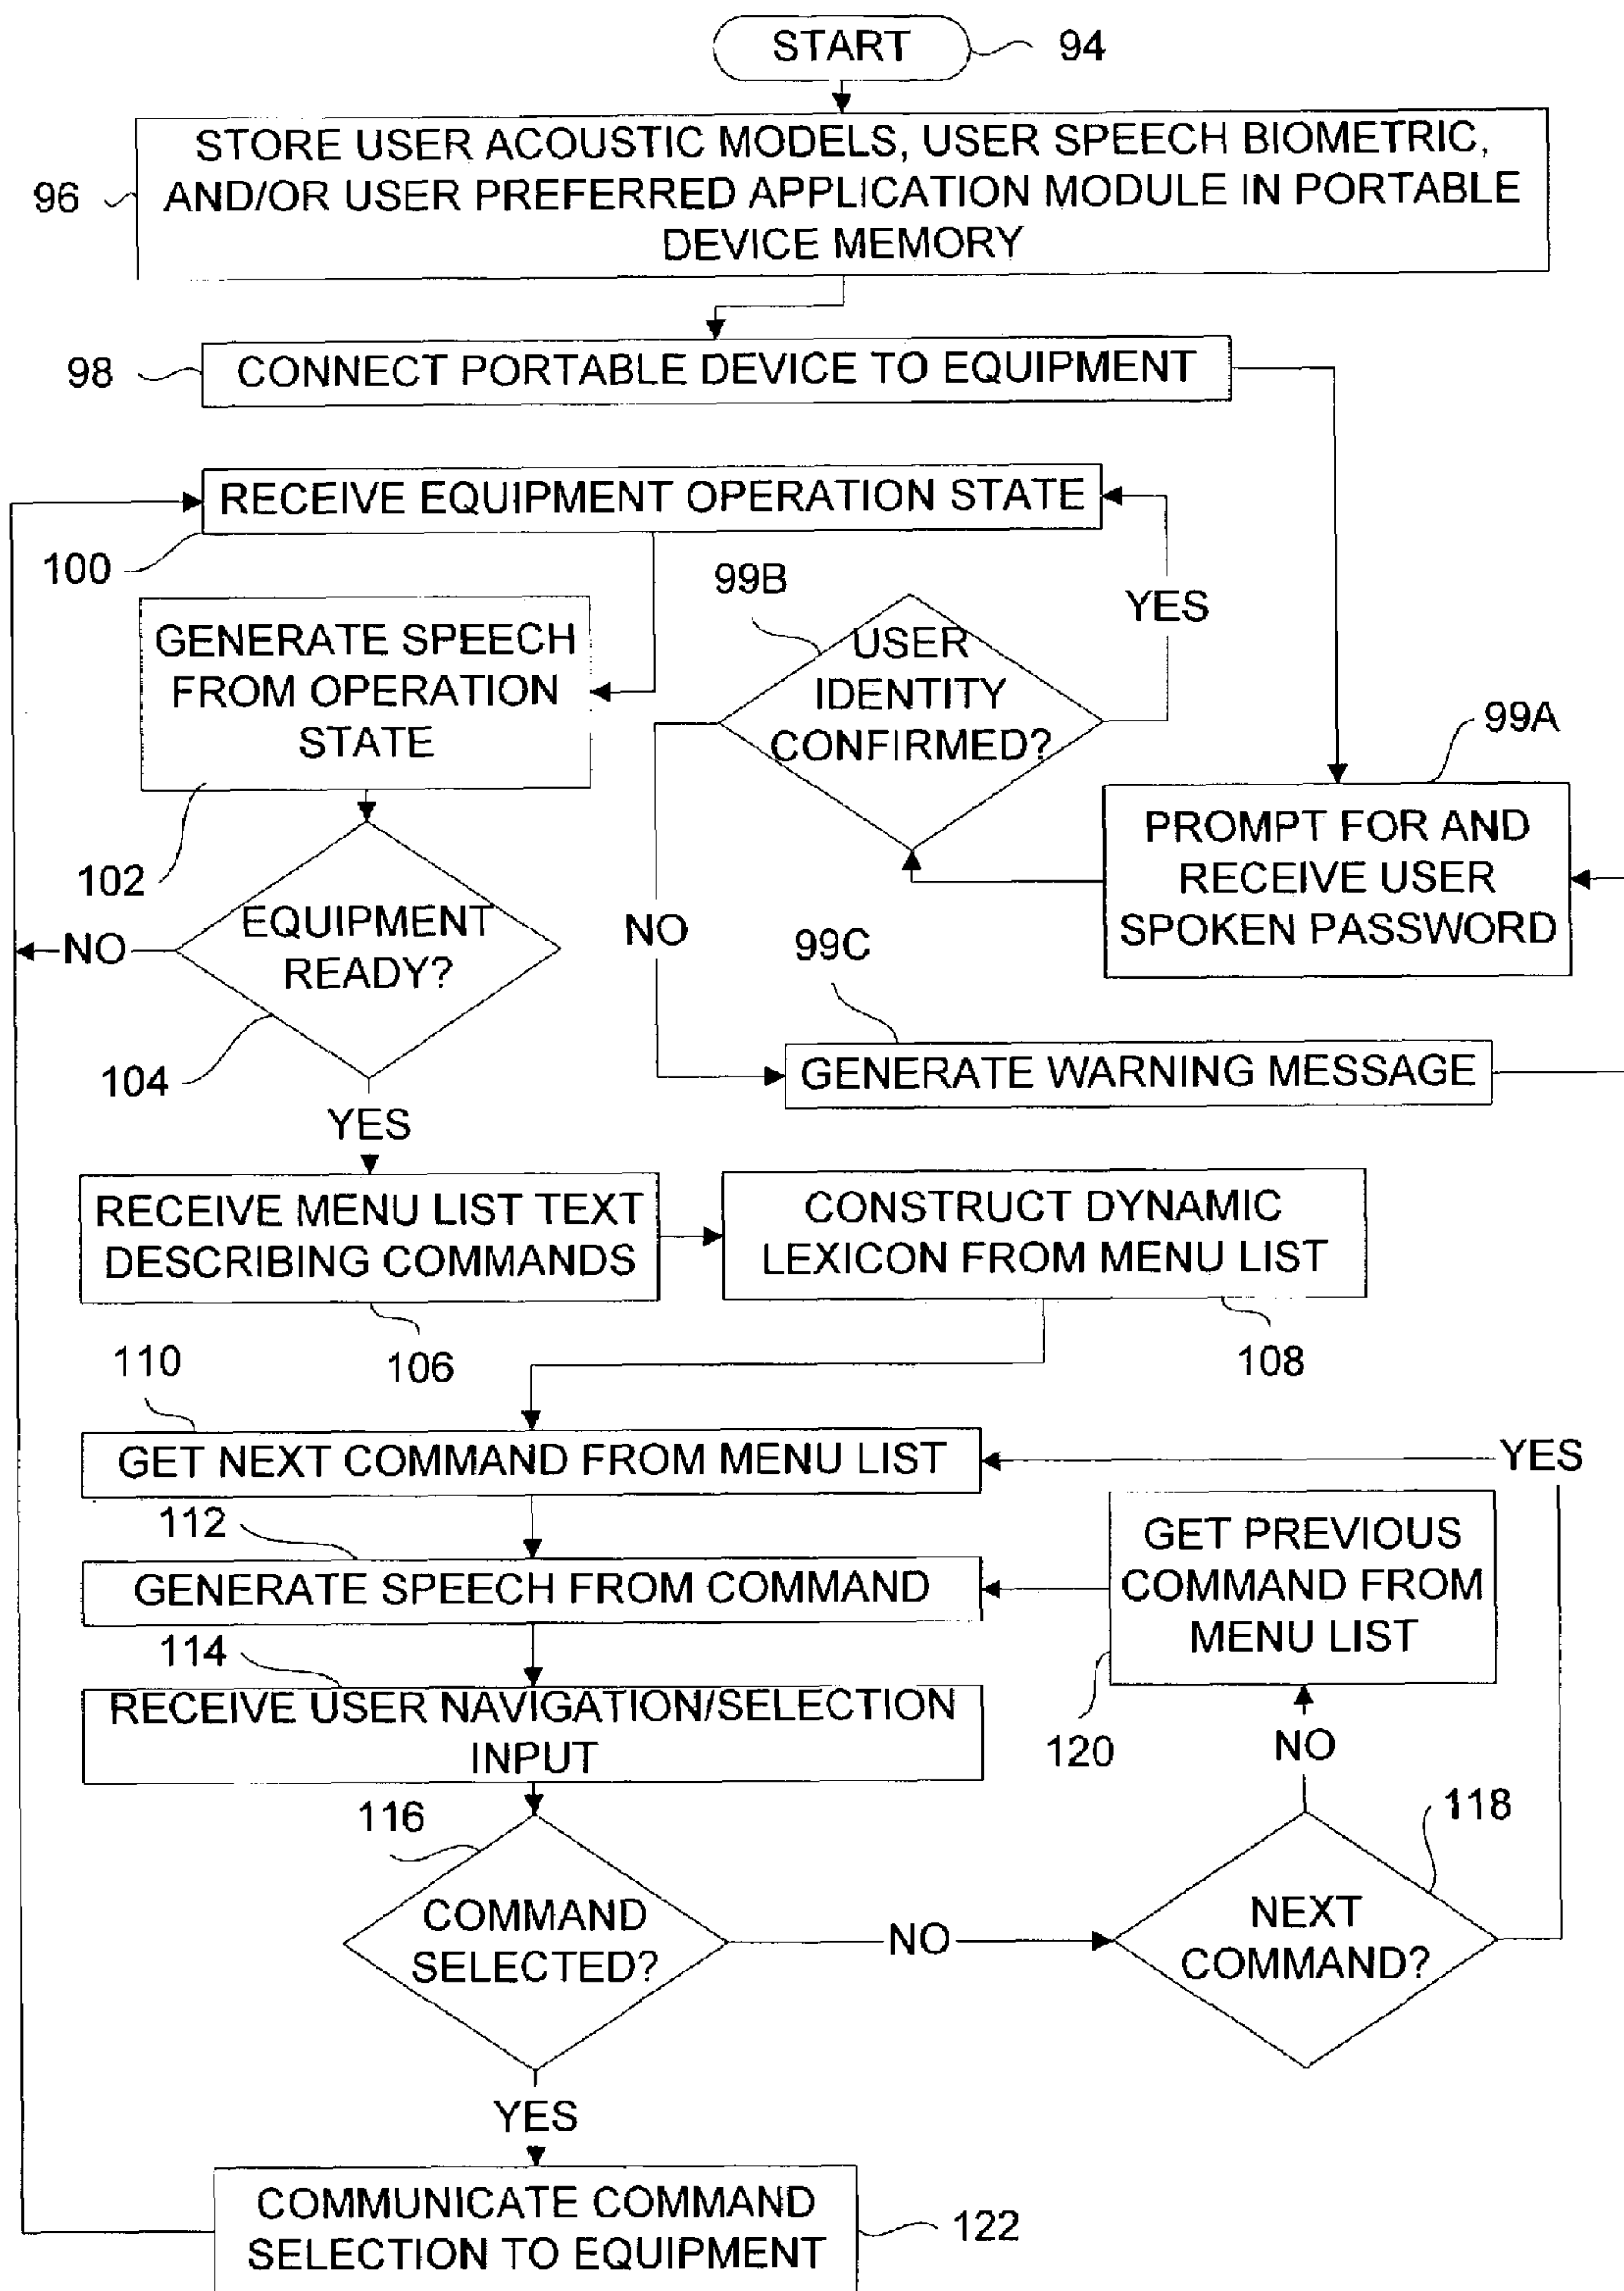 START
94
STORE USER ACOUSTIC MODELS, USER SPEECH BIOMETRIC,
AND/OR USER PREFERRED APPLICATION MODULE IN PORTABLE
DEVICE MEMORY
96
98
CONNECT PORTABLE DEVICE TO EQUIPMENT
RECEIVE EQUIPMENT OPERATION STATE
100
99B
YES
GENERATE SPEECH
FROM OPERATION
STATE
USER
IDENTITY
CONFIRMED?
99A
102
PROMPT FOR AND
RECEIVE USER
SPOKEN PASSWORD
EQUIPMENT
READY?
NO
NO
99C
104
GENERATE WARNING MESSAGE
YES
RECEIVE MENU LIST TEXT
DESCRIBING COMMANDS
CONSTRUCT DYNAMIC
LEXICON FROM MENU LIST
110
106
108
GET NEXT COMMAND FROM MENU LIST
YES
112
GENERATE SPEECH FROM COMMAND
GET PREVIOUS
COMMAND FROM
MENU LIST
114
RECEIVE USER NAVIGATION/SELECTION
INPUT
120
NO
116
118
COMMAND
SELECTED?
NO
NEXT
COMMAND?
YES
COMMUNICATE COMMAND
SELECTION TO EQUIPMENT
122